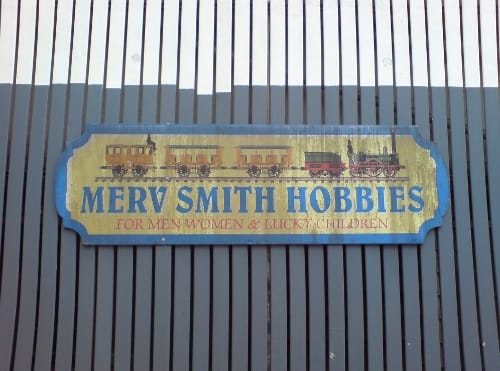 MERV SMITH HOBBIES
FOR MEN WOMEN & LUCKY CHILDREN